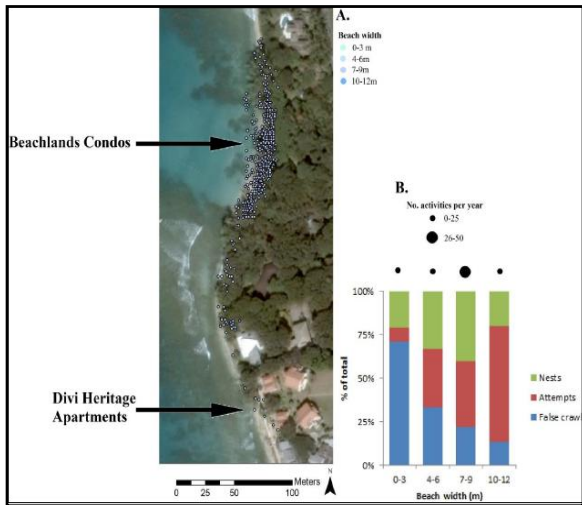 A.
Beach width
0-3 m
4-6m
7-9m
10-12m
Beachlands Condos
Divi Heritage
Apartments
N
Meters
0 25 50 100
B.
No. activities per year
0-25
26-50
100%
75%
50%
25%
0%
% of total
0-3 4-6 7-9 10-12
Beach width (m)
Nests
Attempts
False crawl